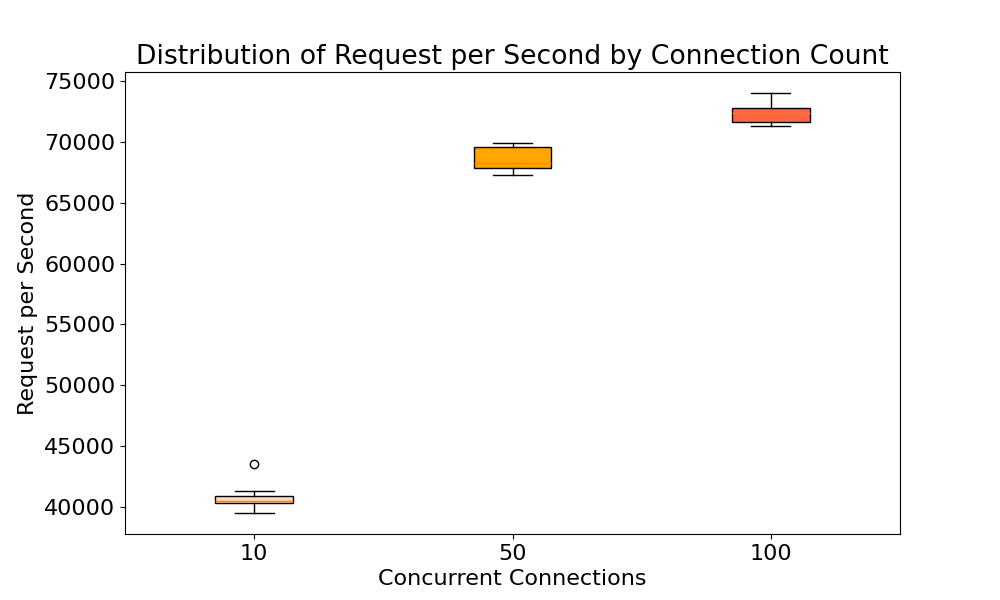 Distribution of Request per Second by Connection Count
75000
70000
65000
60000
55000
50000
45000
40000
Request per Second
10 50 100
Concurrent Connections